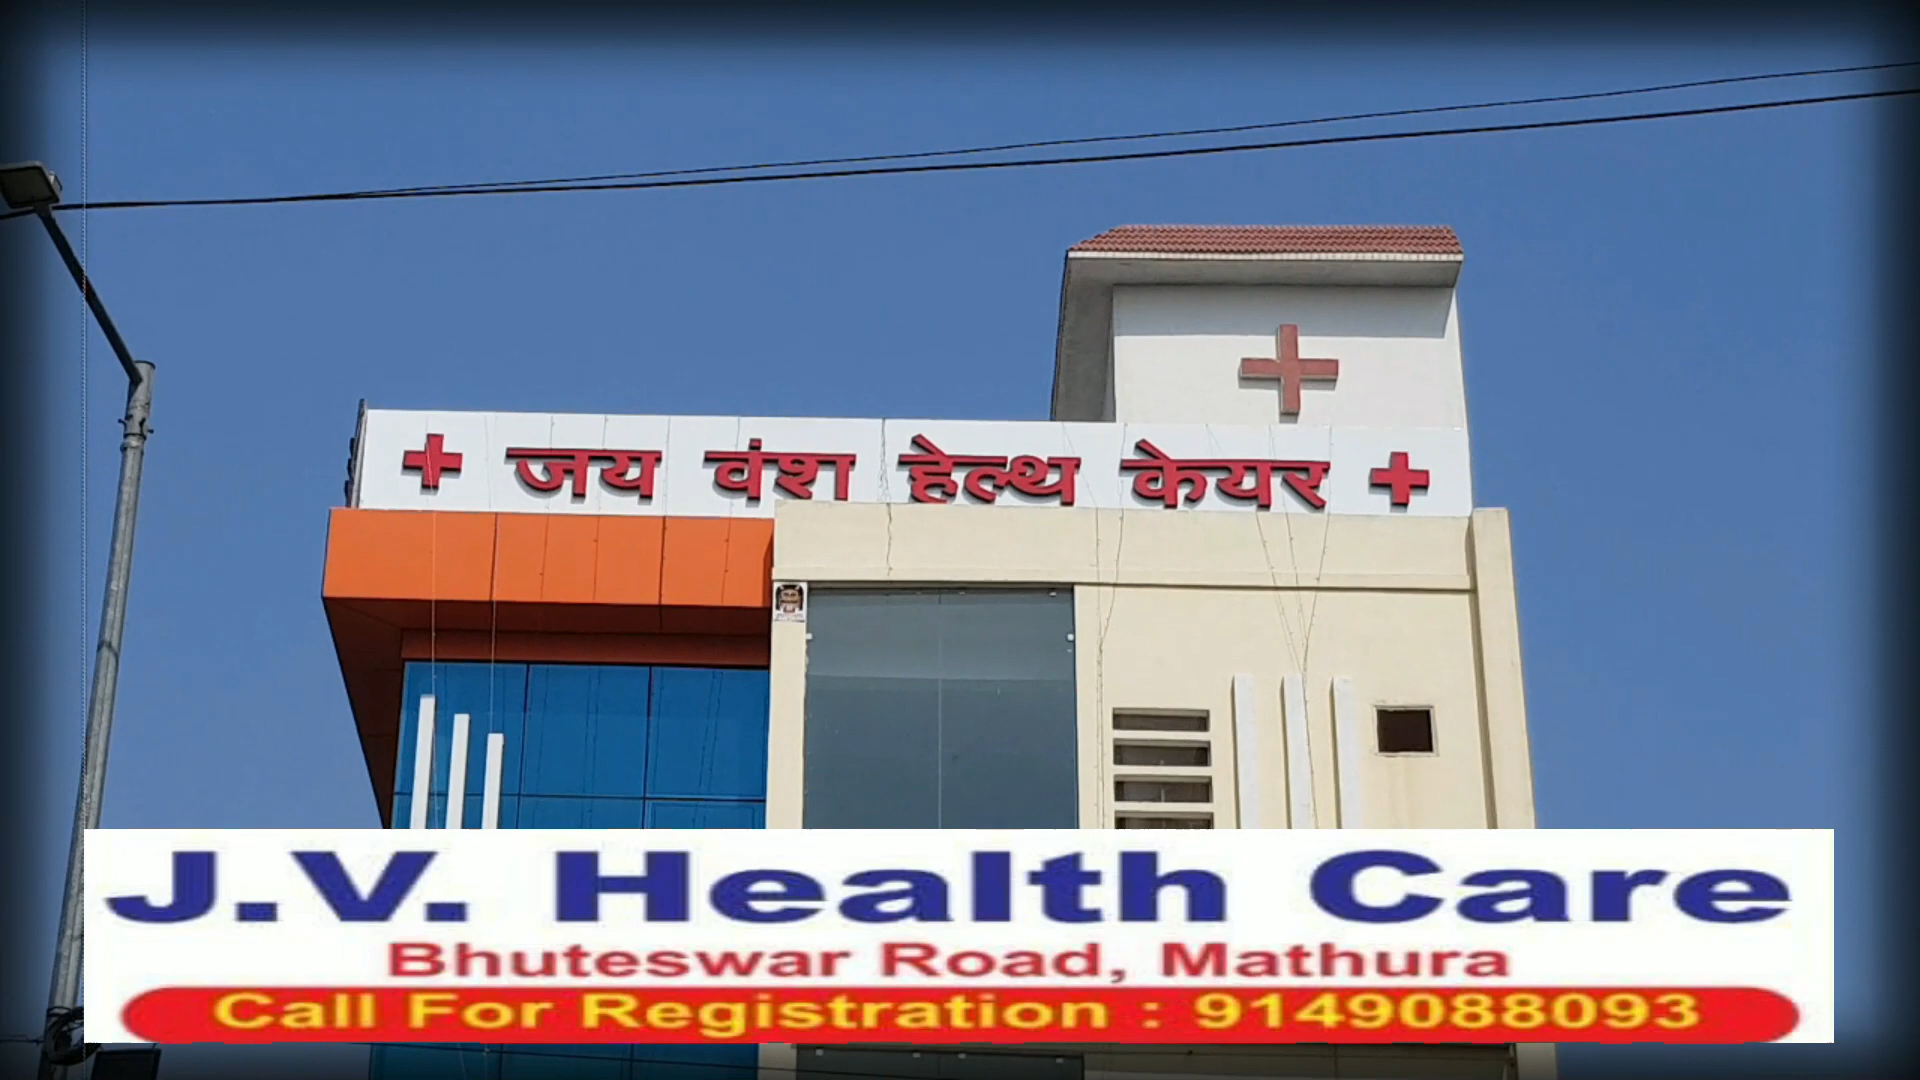 + जय वंश हेल्थ केयर +
J.V. Health Care
Bhuteswar Road, Mathura
Call For Registration : 9149088093